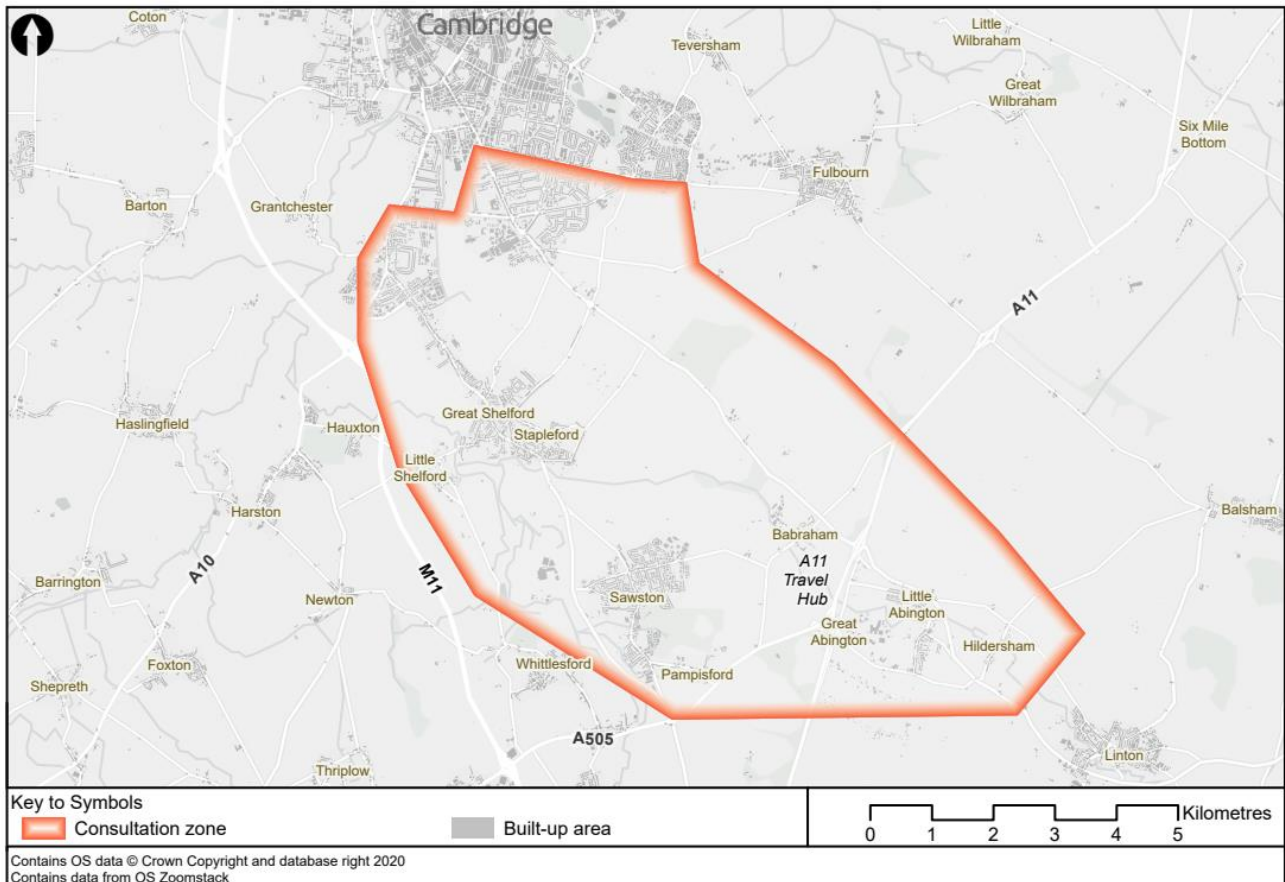 Coton
Cambridge
Teversham
Little
Wilbraham
Great
Wilbraham
Six Mile
Bottom
Fulbourn
Barton
Grantchester
A11
Haslingfield
Hauxton
Great Shelford
Stapleford
Little
Shelford
Harston
Balsham
Babraham
A11
Travel
Hub
Barrington
A10
M11
Newton
Sawston
Little
Abington
Great
Abington
Hildersham
Foxton
Whittlesford
Pampisford
Shepreth
A505
Linton
Thriplow
Key to Symbols
Consultation zone
Built-up area
Kilometres
0 1 2 3 4 5
Contains OS data © Crown Copyright and database right 2020
Contains data from OS Zoomstack